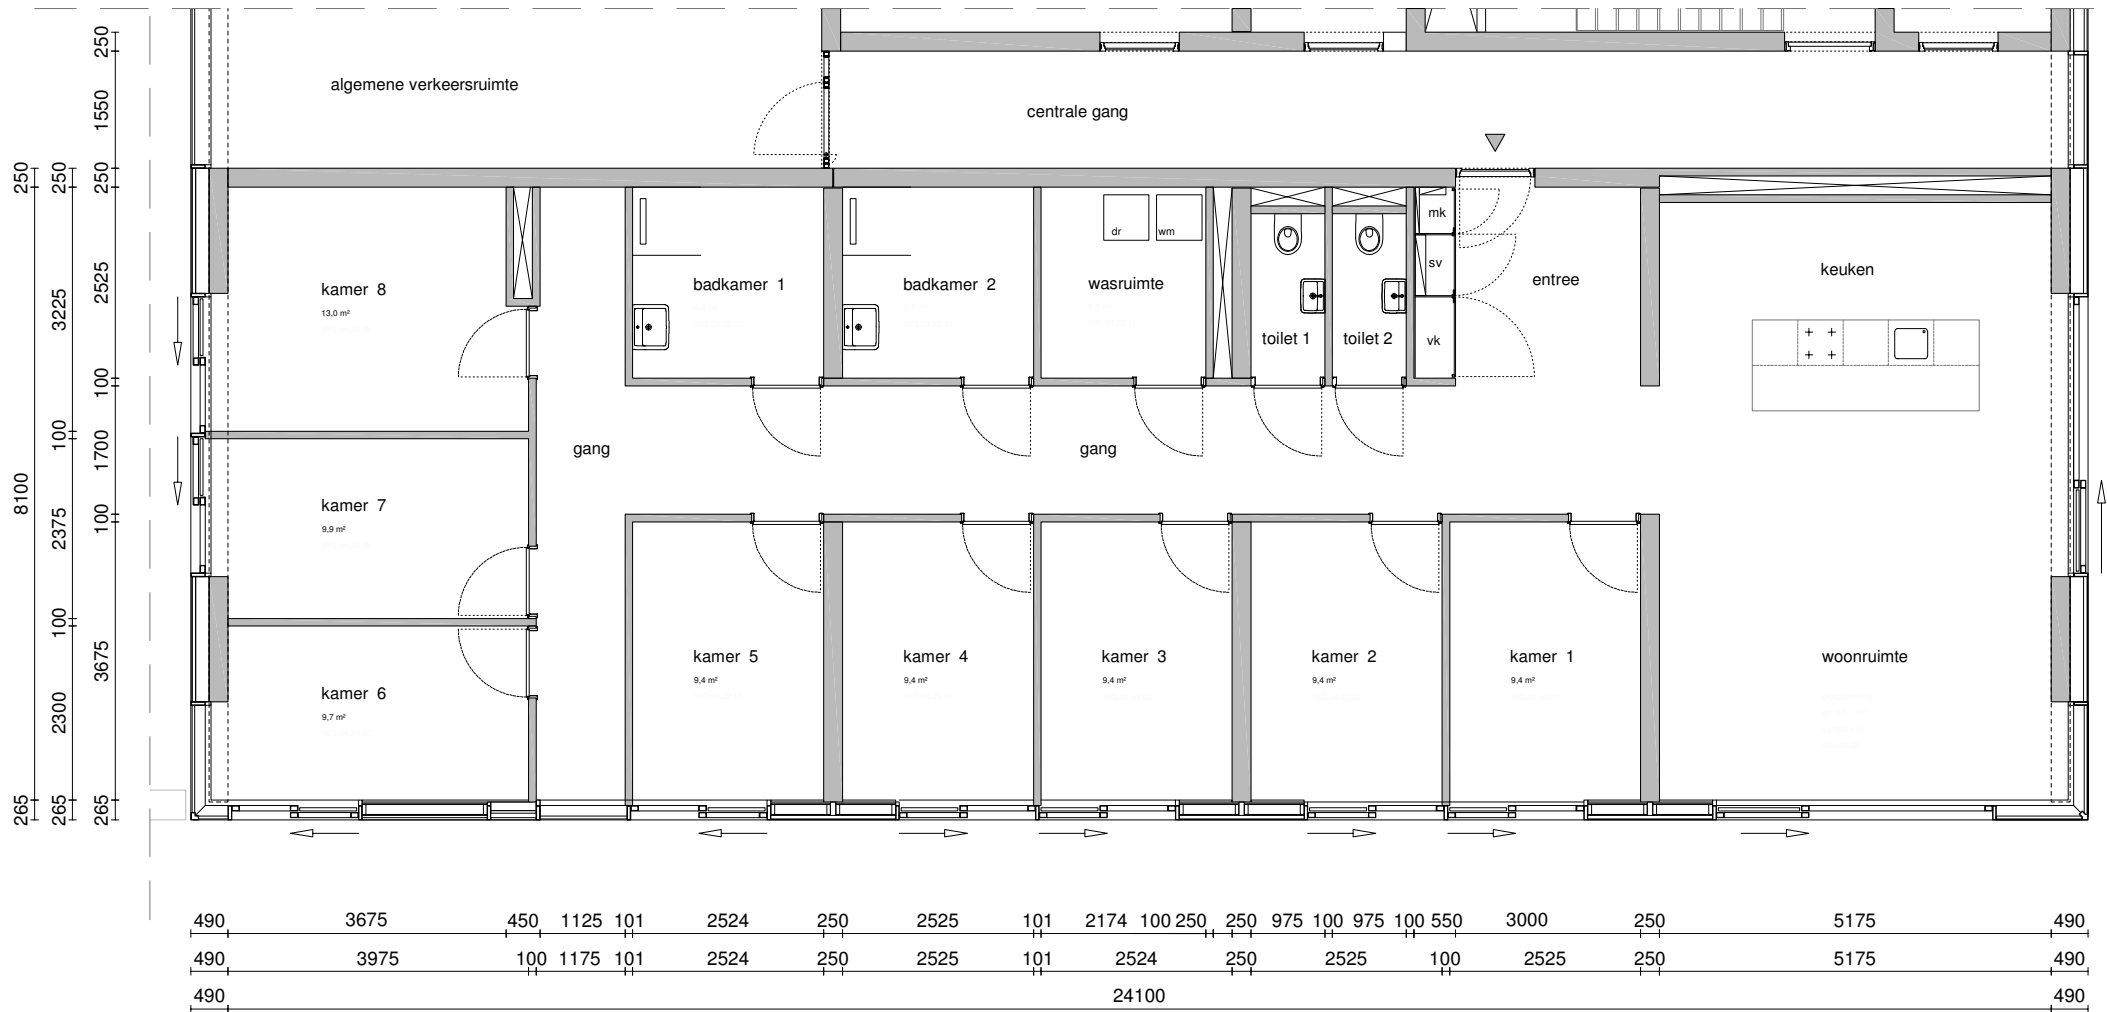 algemene verkeersruimte
centrale gang
kamer 8
13,0 m²
badkamer 1
badkamer 2
dr
wm
wasruimte
toilet 1
toilet 2
mk
sv
vk
entree
keuken
gang
gang
kamer 7
9,9 m²
kamer 6
9,7 m²
kamer 5
9,4 m²
kamer 4
9,4 m²
kamer 3
9,4 m²
kamer 2
9,4 m²
kamer 1
9,4 m²
woonruimte
250
8100
265
250
3225
100
2375
100
2300
265
250
1550
250
2525
100
1700
100
3675
265
490 3675 450 1125 101 2524 250 2525 101 2174 100 250 250 975 100 975 100 550 3000 250 5175 490
490 3975 100 1175 101 2524 250 2525 101 2524 250 2525 100 2525 250 5175 490
490 24100 490